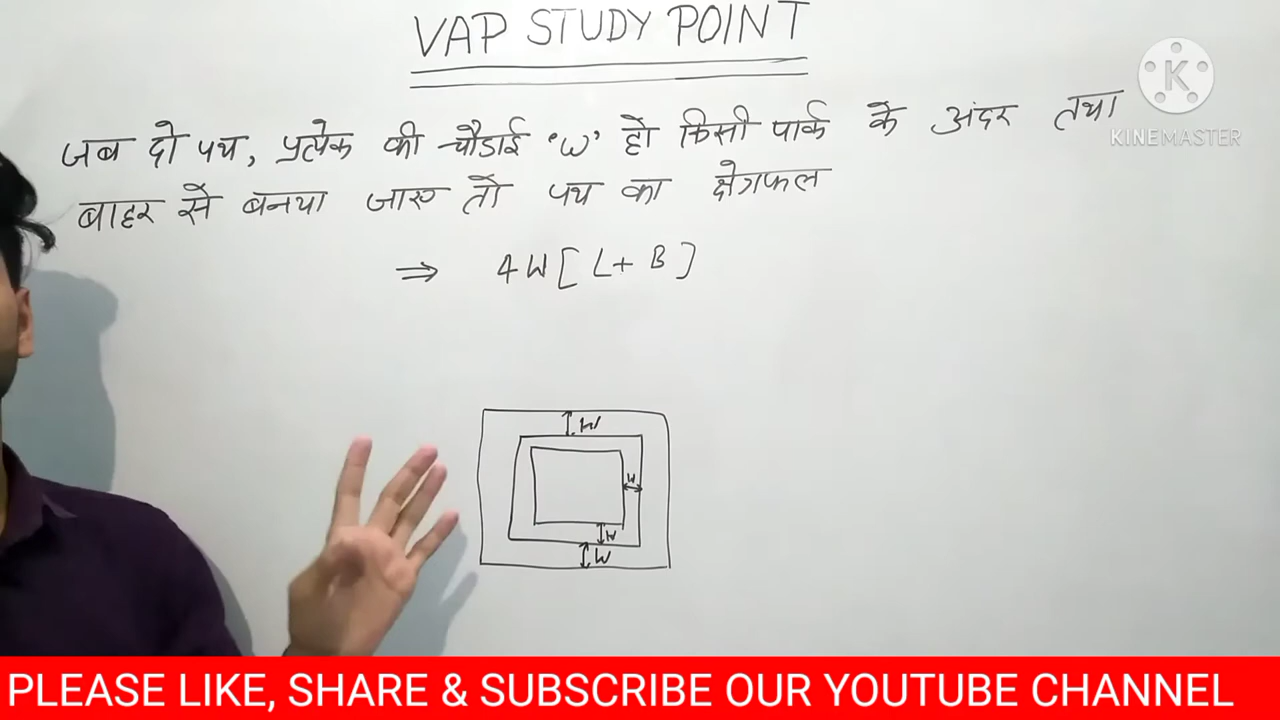 VAP STUDY POINT
जब दो पथ, प्रत्येक की चौडाई 'W' हो किसी पार्क के अंदर तथा
बाहर से बनया जाए तो पथ का क्षेत्रफल
⇒ 4W[L+B]
W
W
W
W
KINEMASTER
PLEASE LIKE, SHARE & SUBSCRIBE OUR YOUTUBE CHANNEL